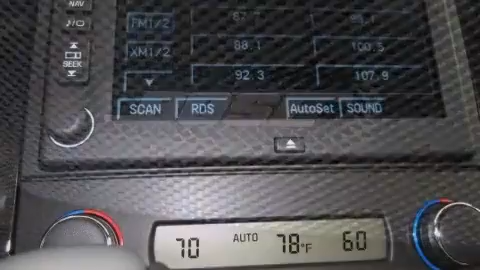 NAV
FM1/2
XM1/2 88.1 100.5
SEEK
92.3 107.9
SCAN RDS AutoSet SOUND
70 AUTO 78°F 60